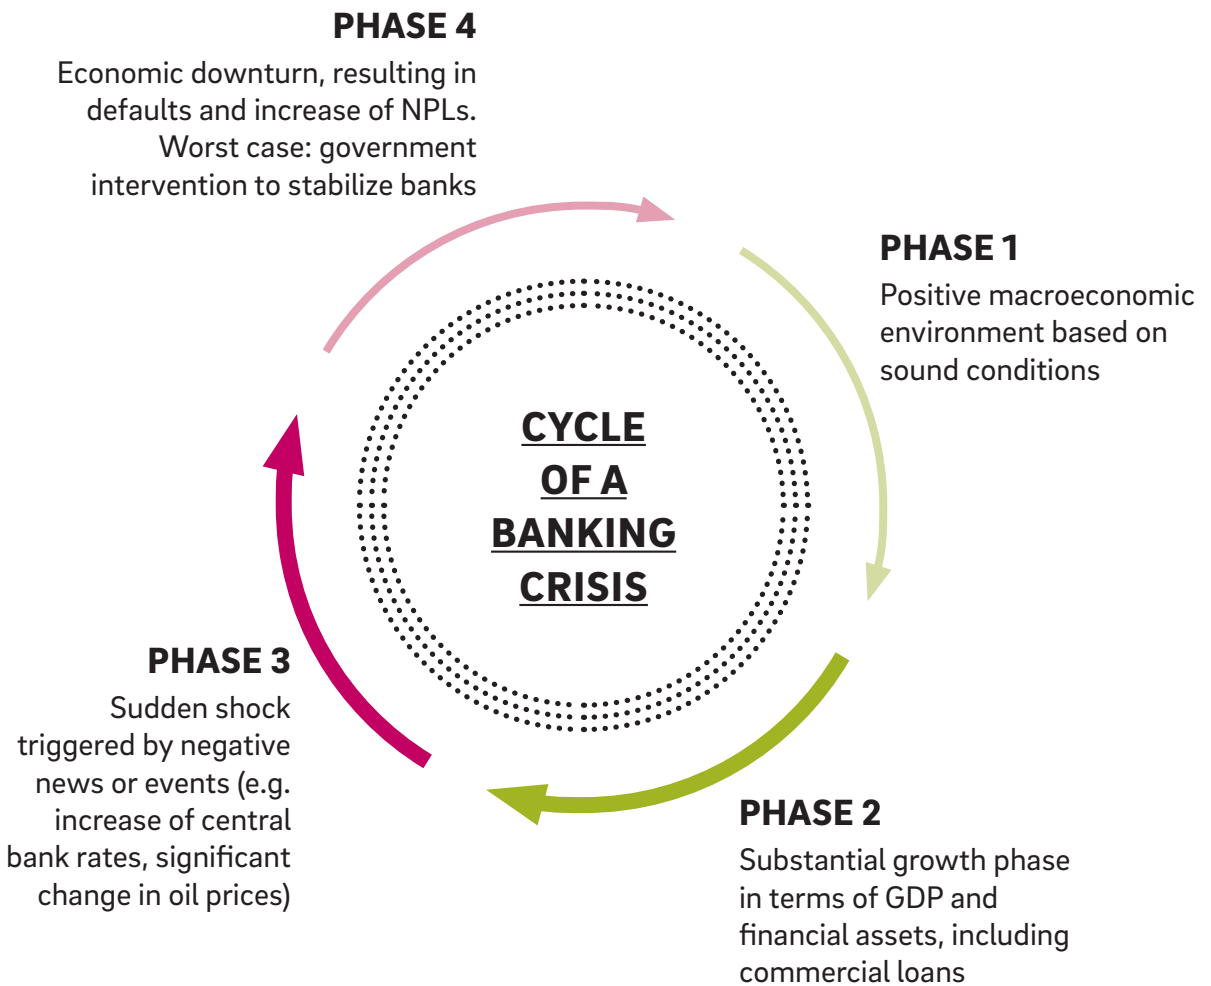 PHASE 4
Economic downturn, resulting in
defaults and increase of NPLs.
Worst case: government
intervention to stabilize banks
PHASE 1
Positive macroeconomic
environment based on
sound conditions
CYCLE
OF A
BANKING
CRISIS
PHASE 3
Sudden shock
triggered by negative
news or events (e.g.
increase of central
bank rates, significant
change in oil prices)
PHASE 2
Substantial growth phase
in terms of GDP and
financial assets, including
commercial loans